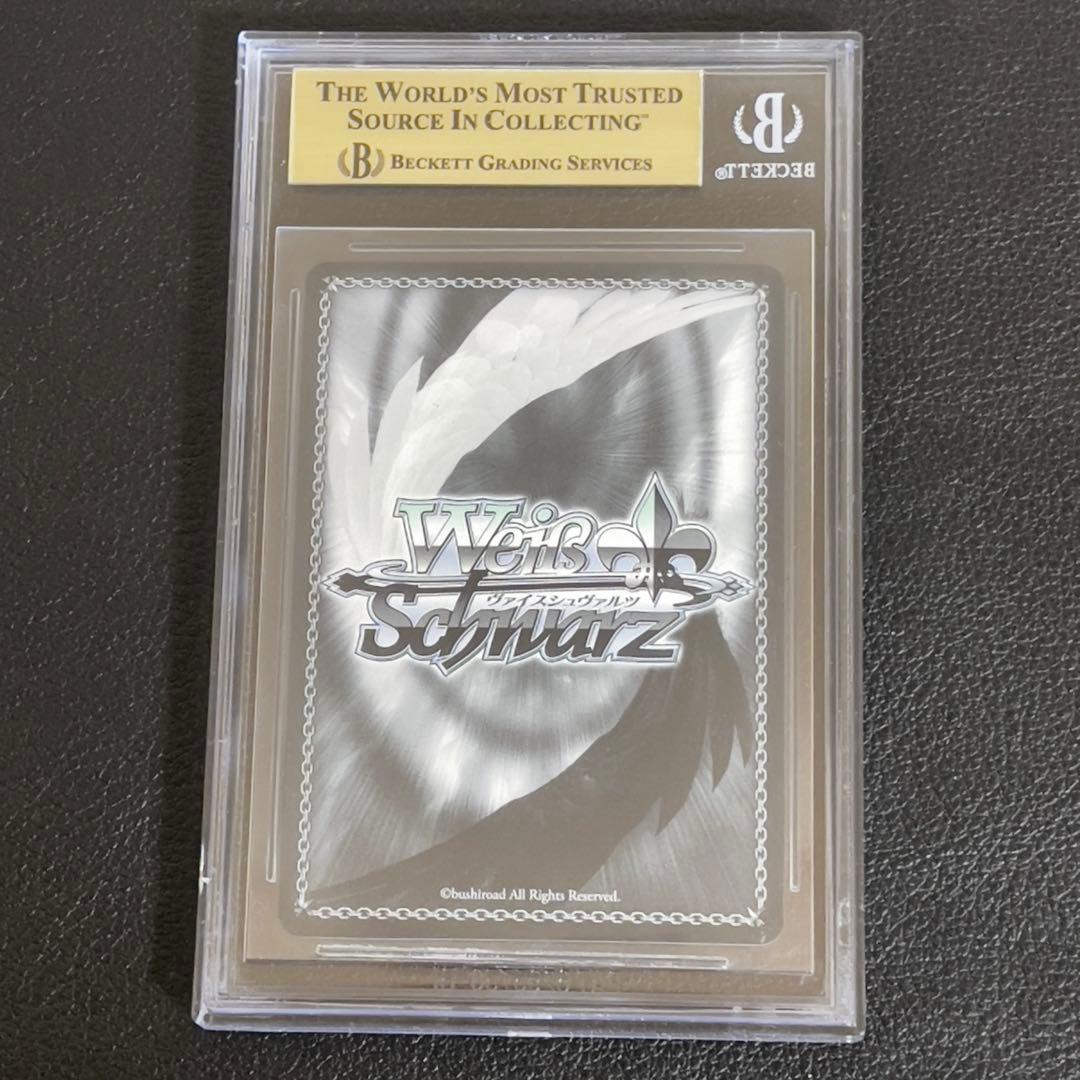 THE WORLD'S MOST TRUSTED
SOURCE IN COLLECTING™
B BECKETT GRADING SERVICES
B
BECKETT®
Weiß
ヴァイスシュヴァルツ
Schwarz
©bushiroad All Rights Reserved.